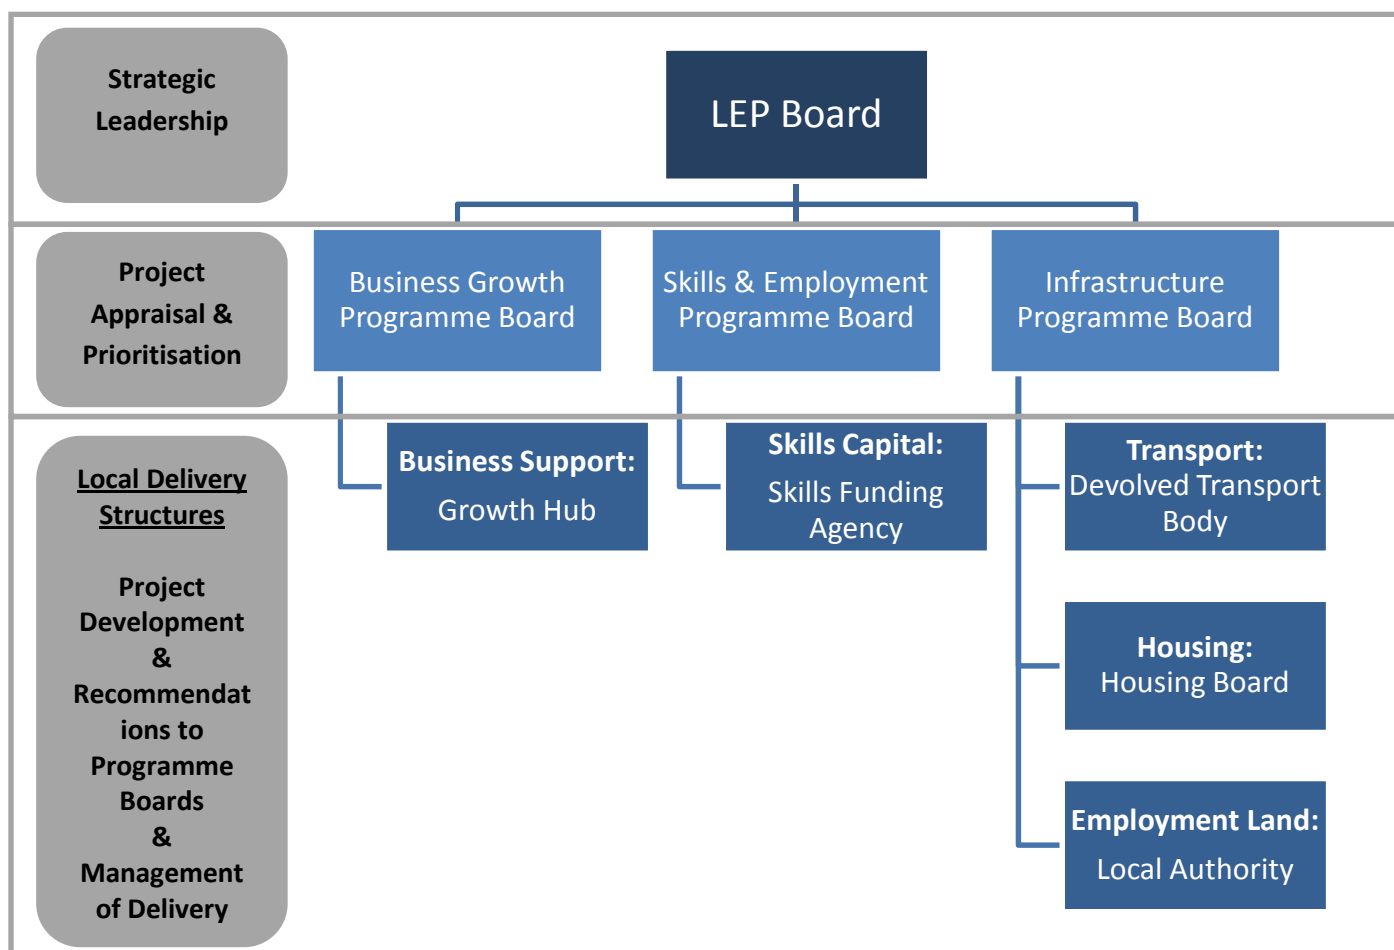 Strategic
Leadership
LEP Board
Project
Appraisal &
Prioritisation
Business Growth
Programme Board
Skills & Employment
Programme Board
Infrastructure
Programme Board
Local Delivery
Structures
Project
Development
&
Recommendat
ions to
Programme
Boards
&
Management
of Delivery
Business Support:
Growth Hub
Skills Capital:
Skills Funding
Agency
Transport:
Devolved Transport
Body
Housing:
Housing Board
Employment Land:
Local Authority